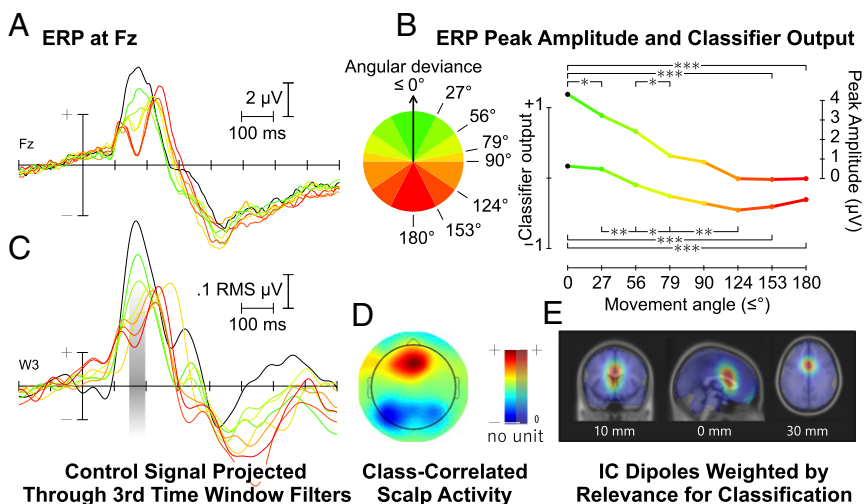 A
ERP at Fz
2 µV
100 ms
+
Fz
−
B
ERP Peak Amplitude and Classifier Output
Angular deviance
≤ 0°
27°
56°
79°
90°
124°
153°
180°
***
***
* *
Classifier output
+
1
−
1
Peak Amplitude (µV)
4
3
2
1
0
** * **
***
***
0 27 56 79 90 124 153 180
Movement angle (≤°)
C
.1 RMS µV
100 ms
+
W3
−
Control Signal Projected
Through 3rd Time Window Filters
D
+ +
− 0
no unit
Class-Correlated
Scalp Activity
E
10 mm 0 mm 30 mm
IC Dipoles Weighted by
Relevance for Classification